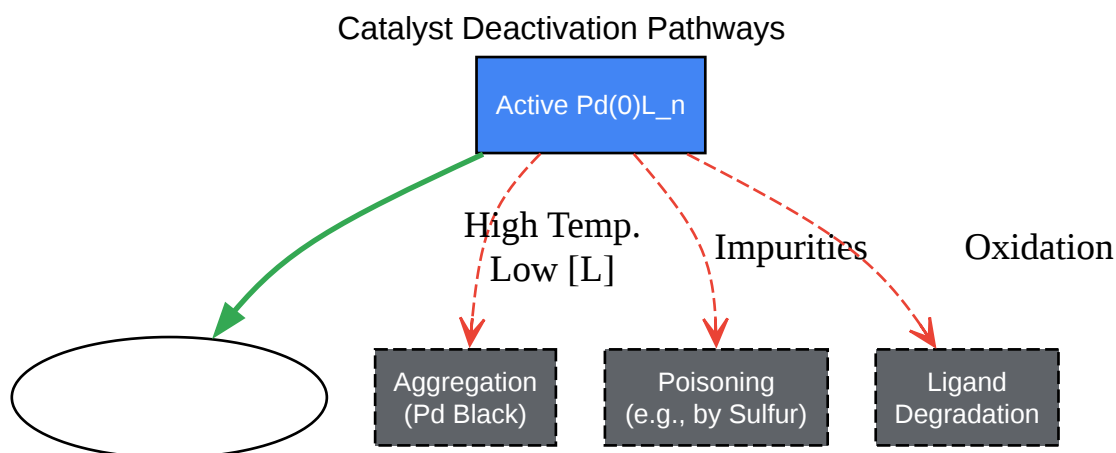 Catalyst Deactivation Pathways
Active Pd(0)L_n
High Temp.
Low [L]
Impurities
Oxidation
Aggregation
(Pd Black)
Poisoning
(e.g., by Sulfur)
Ligand
Degradation